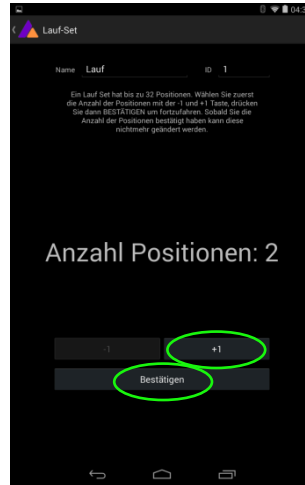 04:3
Lauf-Set
Name Lauf ID 1
Ein Lauf Set hat bis zu 32 Positionen. Wählen Sie zuerst
die Anzahl der Positionen mit der -1 und +1 Taste, drücken
Sie dann BESTÄTIGEN um fortzufahren. Sobald Sie die
Anzahl der Positionen bestätigt haben kann diese
nichtmehr geändert werden.
Anzahl Positionen: 2
-1 +1
Bestätigen